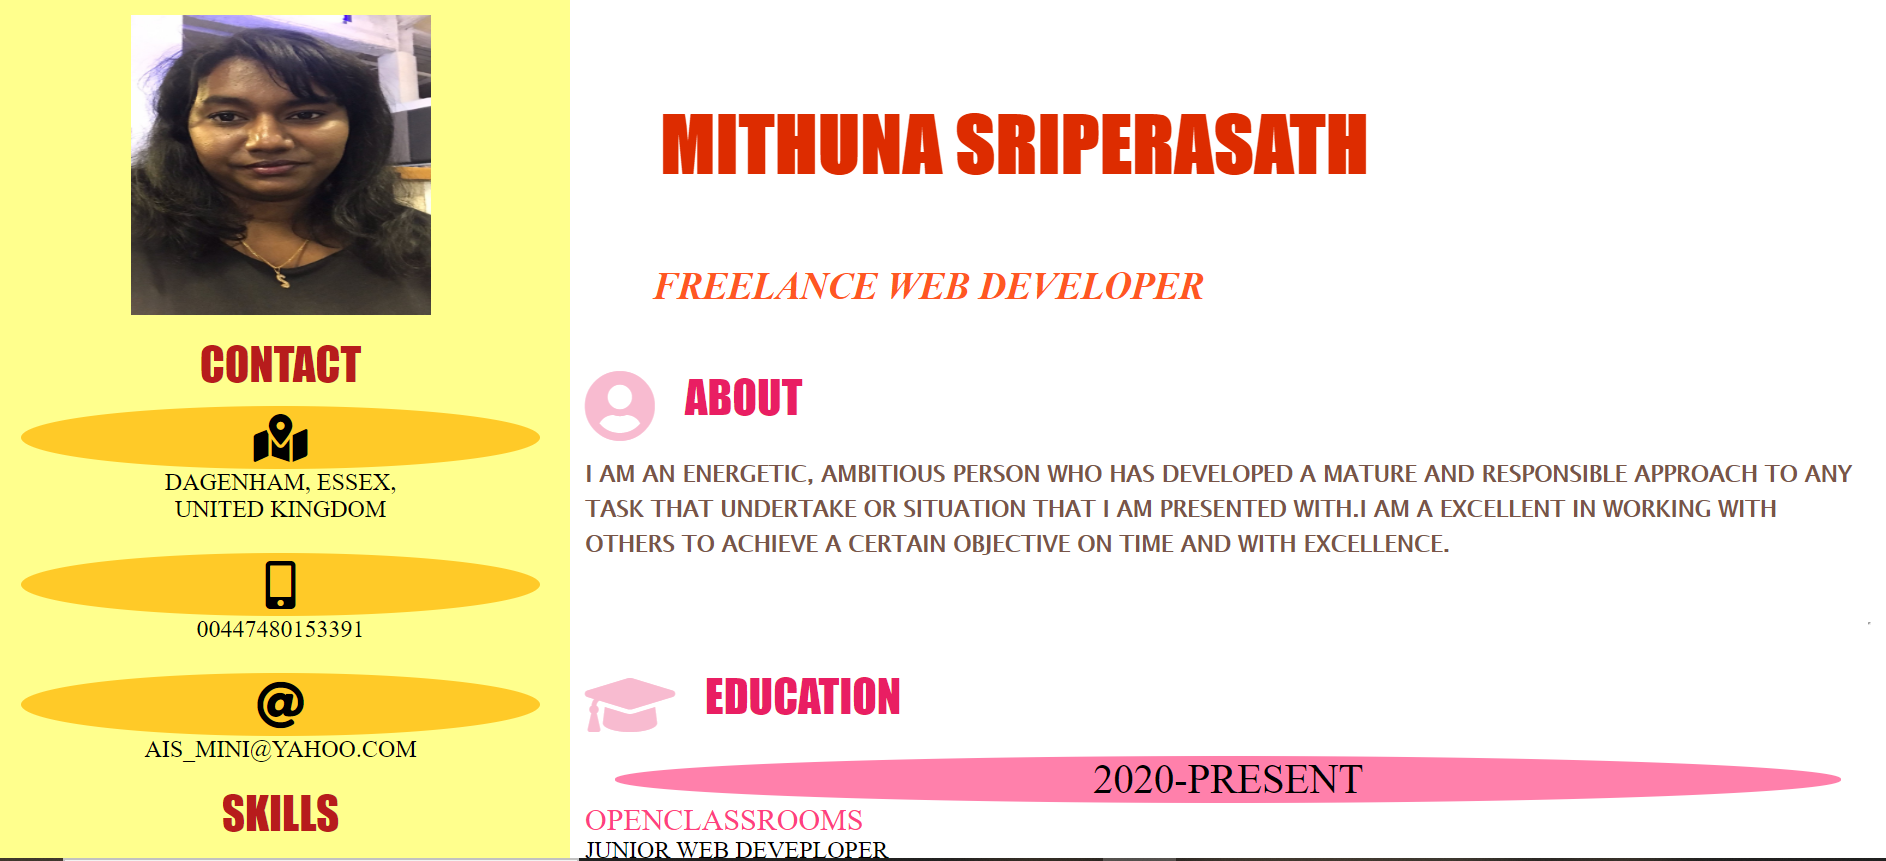 CONTACT
DAGENHAM, ESSEX,
UNITED KINGDOM
00447480153391
AIS_MINI@YAHOO.COM
SKILLS
MITHUNA SRIPERASATH
FREELANCE WEB DEVELOPER
ABOUT
I AM AN ENERGETIC, AMBITIOUS PERSON WHO HAS DEVELOPED A MATURE AND RESPONSIBLE APPROACH TO ANY
TASK THAT UNDERTAKE OR SITUATION THAT I AM PRESENTED WITH.I AM A EXCELLENT IN WORKING WITH
OTHERS TO ACHIEVE A CERTAIN OBJECTIVE ON TIME AND WITH EXCELLENCE.
EDUCATION
2020-PRESENT
OPENCLASSROOMS
JUNIOR WEB DEVEPLOPER